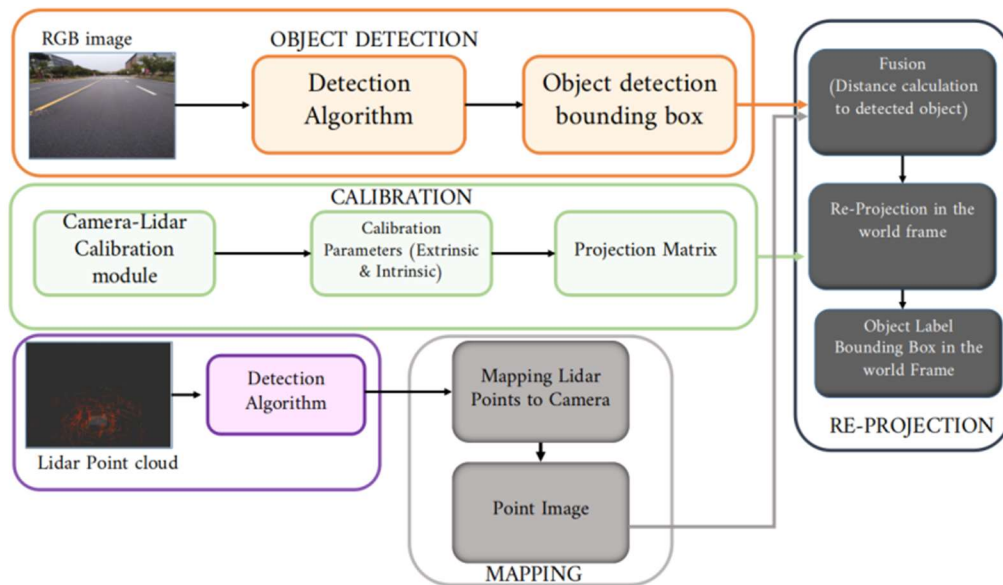 RGB image
OBJECT DETECTION
Detection
Algorithm
Object detection
bounding box
CALIBRATION
Camera-Lidar
Calibration
module
Calibration
Parameters (Extrinsic
& Intrinsic)
Projection Matrix
Lidar Point cloud
Detection
Algorithm
Mapping Lidar
Points to Camera
Point Image
MAPPING
Fusion
(Distance calculation
to detected object)
Re-Projection in the
world frame
Object Label
Bounding Box in the
world Frame
RE-PROJECTION